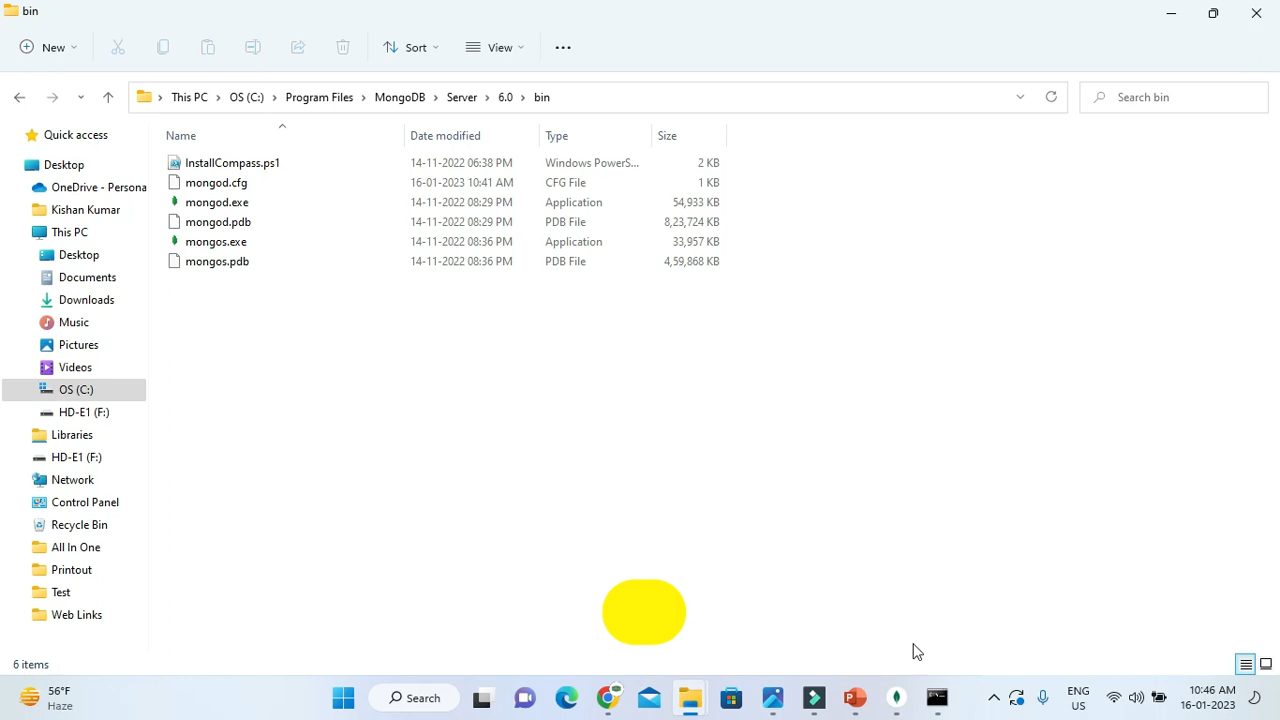 bin
New Sort View
This PC OS (C:) Program Files MongoDB Server 6.0 bin Search bin
Quick access
Desktop
OneDrive - Persona
Kishan Kumar
This PC
Desktop
Documents
Downloads
Music
Pictures
Videos
OS (C:)
HD-E1 (F:)
Libraries
HD-E1 (F:)
Network
Control Panel
Recycle Bin
All In One
Printout
Test
Web Links
Name Date modified Type Size
InstallCompass.ps1 14-11-2022 06:38 PM Windows PowerS... 2 KB
mongod.cfg 16-01-2023 10:41 AM CFG File 1 KB
mongod.exe 14-11-2022 08:29 PM Application 54,933 KB
mongod.pdb 14-11-2022 08:29 PM PDB File 8,23,724 KB
mongos.exe 14-11-2022 08:36 PM Application 33,957 KB
mongos.pdb 14-11-2022 08:36 PM PDB File 4,59,868 KB
6 items
56°F
Haze
Search
ENG
US
10:46 AM
16-01-2023